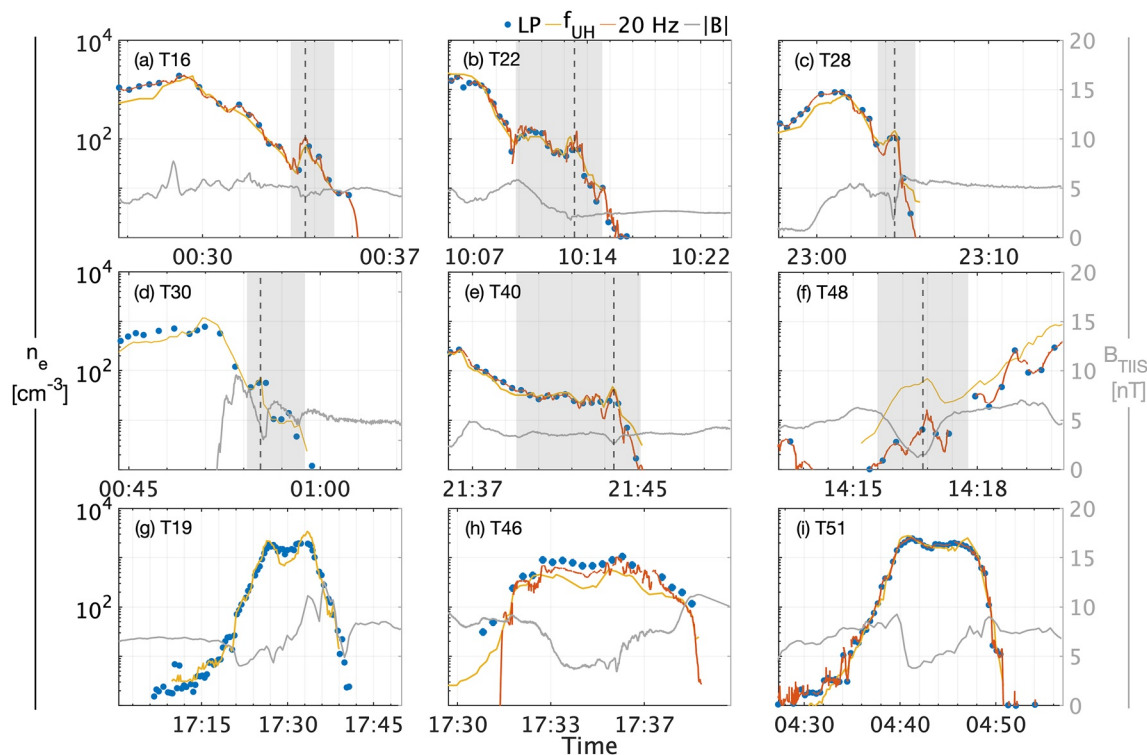 LP f_UH 20 Hz |B|
10^4 (a) T16 (b) T22 (c) T28 20
15
10^2 10
5
0
00:30 00:37 10:07 10:14 10:22 23:00 23:10
10^4 (d) T30 (e) T40 (f) T48 20
15
n_e 10^2 10 B_TIIS
[cm^-3] 5 [nT]
0
00:45 01:00 21:37 21:45 14:15 14:18
10^4 (g) T19 (h) T46 (i) T51 20
15
10^2 10
5
0
17:15 17:30 17:45 17:30 17:33 17:37 04:30 04:40 04:50
Time